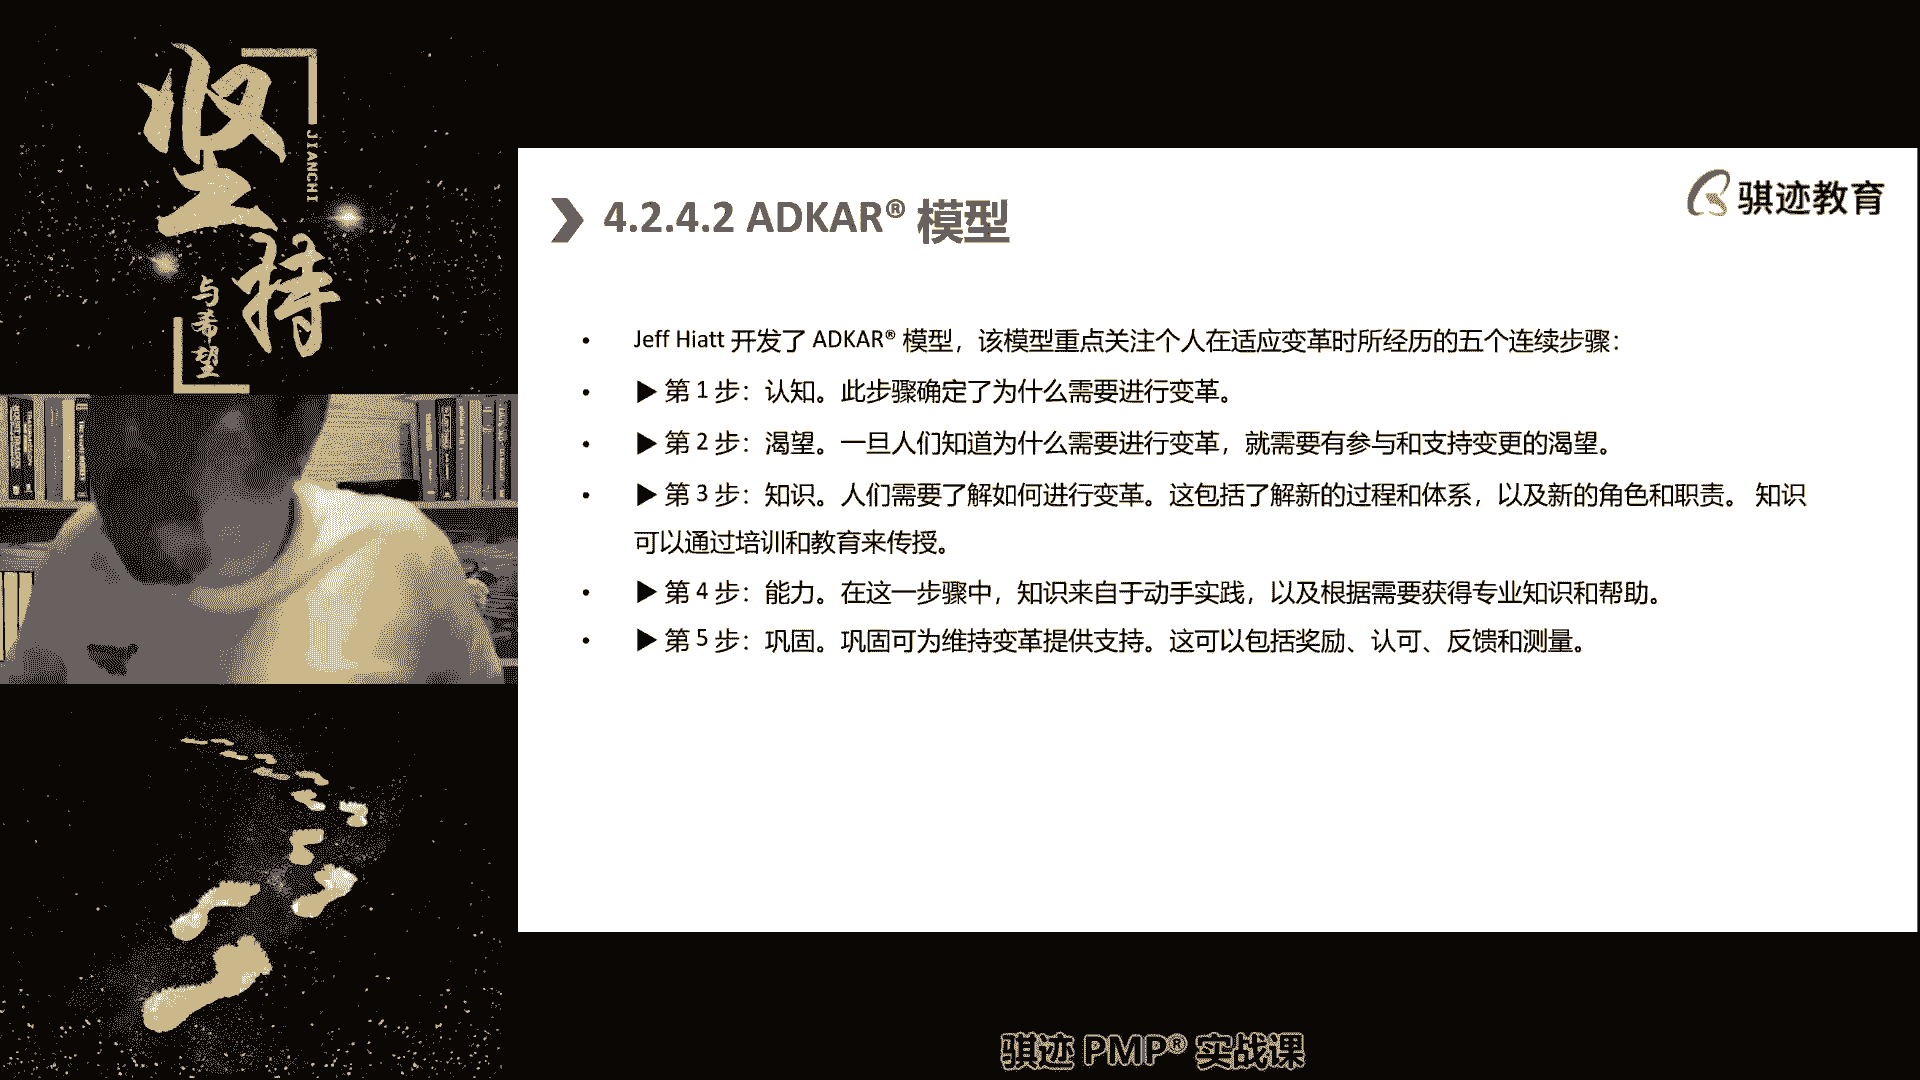 坚持
JIANCHI
与希望
骐迹教育
4.2.4.2 ADKAR® 模型
• Jeff Hiatt 开发了 ADKAR® 模型，该模型重点关注个人在适应变革时所经历的五个连续步骤：
• ▶ 第 1 步：认知。此步骤确定了为什么需要进行变革。
• ▶ 第 2 步：渴望。一旦人们知道为什么需要进行变革，就需要有参与和支持变更的渴望。
• ▶ 第 3 步：知识。人们需要了解如何进行变革。这包括了解新的过程和体系，以及新的角色和职责。 知识
可以通过培训和教育来传授。
• ▶ 第 4 步：能力。在这一步骤中，知识来自于动手实践，以及根据需要获得专业知识和帮助。
• ▶ 第 5 步：巩固。巩固可为维持变革提供支持。这可以包括奖励、认可、反馈和测量。
骐迹 PMP® 实战课